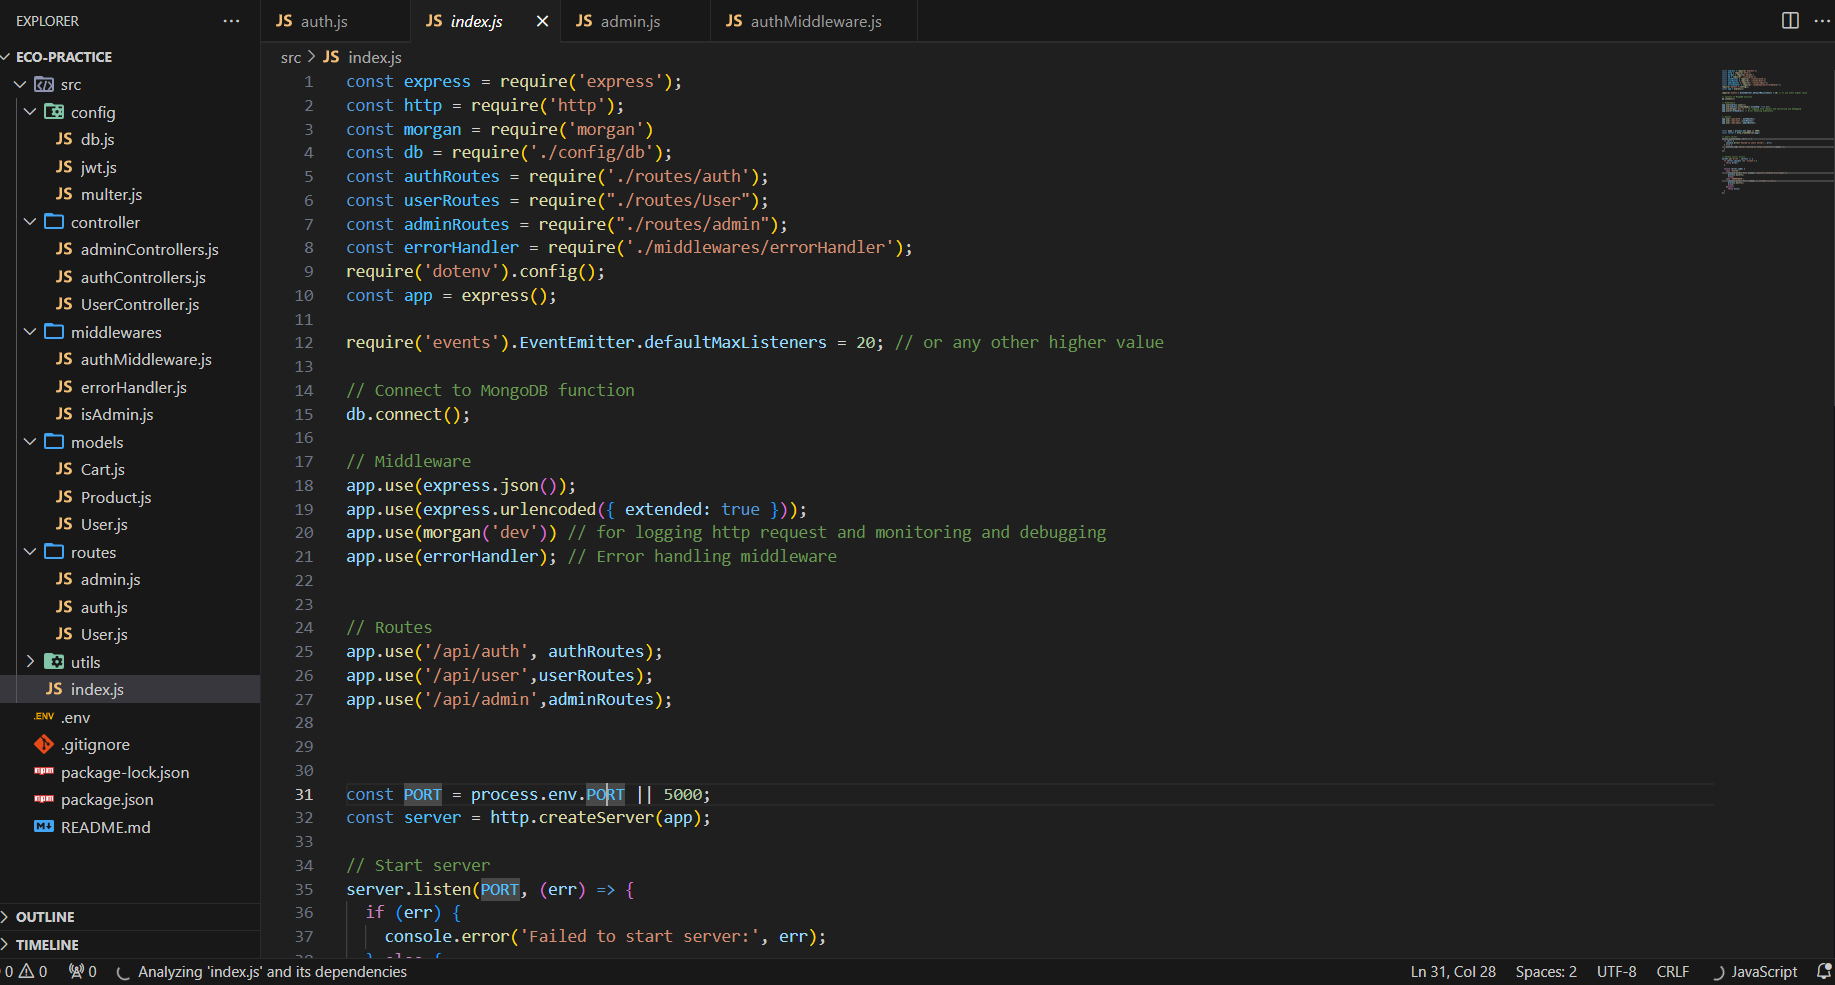 EXPLORER
ECO-PRACTICE
src
config
JS db.js
JS jwt.js
JS multer.js
controller
JS adminControllers.js
JS authControllers.js
JS UserController.js
middlewares
JS authMiddleware.js
JS errorHandler.js
JS isAdmin.js
models
JS Cart.js
JS Product.js
JS User.js
routes
JS admin.js
JS auth.js
JS User.js
utils
JS index.js
.ENV .env
.gitignore
npm package-lock.json
npm package.json
M README.md
OUTLINE
TIMELINE
JS auth.js
JS index.js
JS admin.js
JS authMiddleware.js
src > JS index.js
1 const express = require('express');
2 const http = require('http');
3 const morgan = require('morgan')
4 const db = require('./config/db');
5 const authRoutes = require('./routes/auth');
6 const userRoutes = require("./routes/User");
7 const adminRoutes = require("./routes/admin");
8 const errorHandler = require('./middlewares/errorHandler');
9 require('dotenv').config();
10 const app = express();
11
12 require('events').EventEmitter.defaultMaxListeners = 20; // or any other higher value
13
14 // Connect to MongoDB function
15 db.connect();
16
17 // Middleware
18 app.use(express.json());
19 app.use(express.urlencoded({ extended: true }));
20 app.use(morgan('dev')) // for logging http request and monitoring and debugging
21 app.use(errorHandler); // Error handling middleware
22
23
24 // Routes
25 app.use('/api/auth', authRoutes);
26 app.use('/api/user',userRoutes);
27 app.use('/api/admin',adminRoutes);
28
29
30
31 const PORT = process.env.PORT || 5000;
32 const server = http.createServer(app);
33
34 // Start server
35 server.listen(PORT, (err) => {
36 if (err) {
37 console.error('Failed to start server:', err);
38 } else {
0 0 0 Analyzing 'index.js' and its dependencies
Ln 31, Col 28 Spaces: 2 UTF-8 CRLF JavaScript